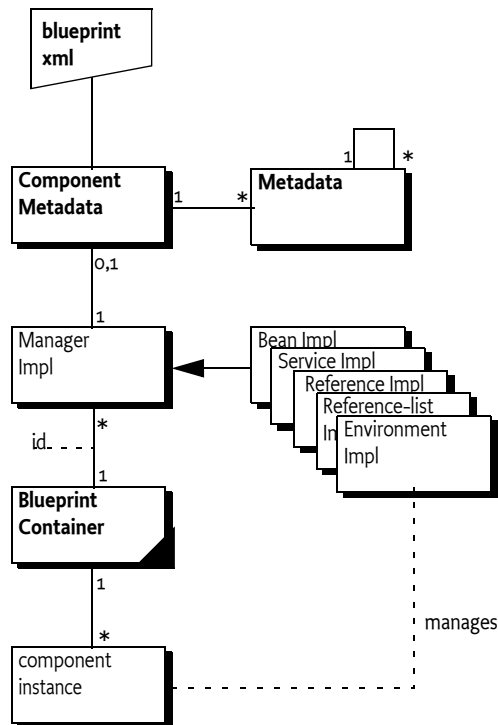 blueprint
xml
Component
Metadata
1
*
Metadata
1
*
0,1
1
Manager
Impl
Bean Impl
Service Impl
Reference Impl
Reference-list
Environment
Impl
*
id
1
Blueprint
Container
1
*
manages
component
instance